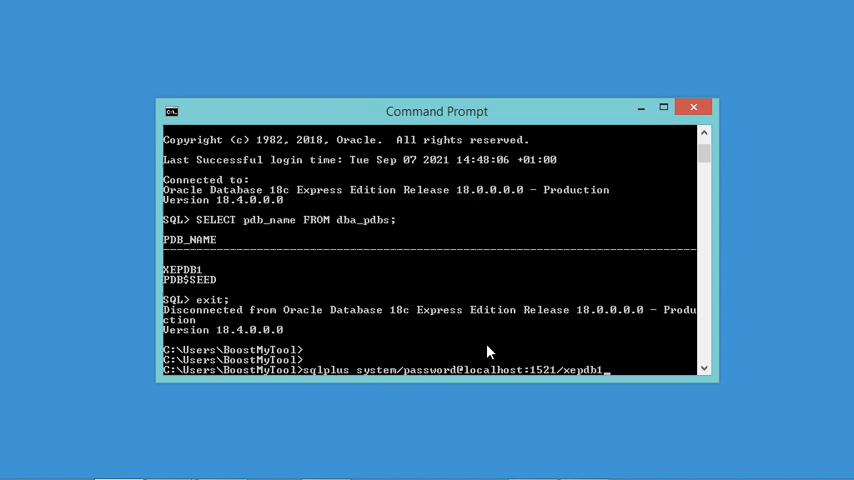 Command Prompt
Copyright (c) 1982, 2018, Oracle.  All rights reserved.
Last Successful login time: Tue Sep 07 2021 14:48:06 +01:00
Connected to:
Oracle Database 18c Express Edition Release 18.0.0.0.0 - Production
Version 18.4.0.0.0
SQL> SELECT pdb_name FROM dba_pdbs;
PDB_NAME
--------------------------------------------------------------------------------
XEPDB1
PDB$SEED
SQL> exit;
Disconnected from Oracle Database 18c Express Edition Release 18.0.0.0.0 - Produ
ction
Version 18.4.0.0.0
C:\Users\BoostMyTool>
C:\Users\BoostMyTool>
C:\Users\BoostMyTool>sqlplus system/password@localhost:1521/xepdb1_